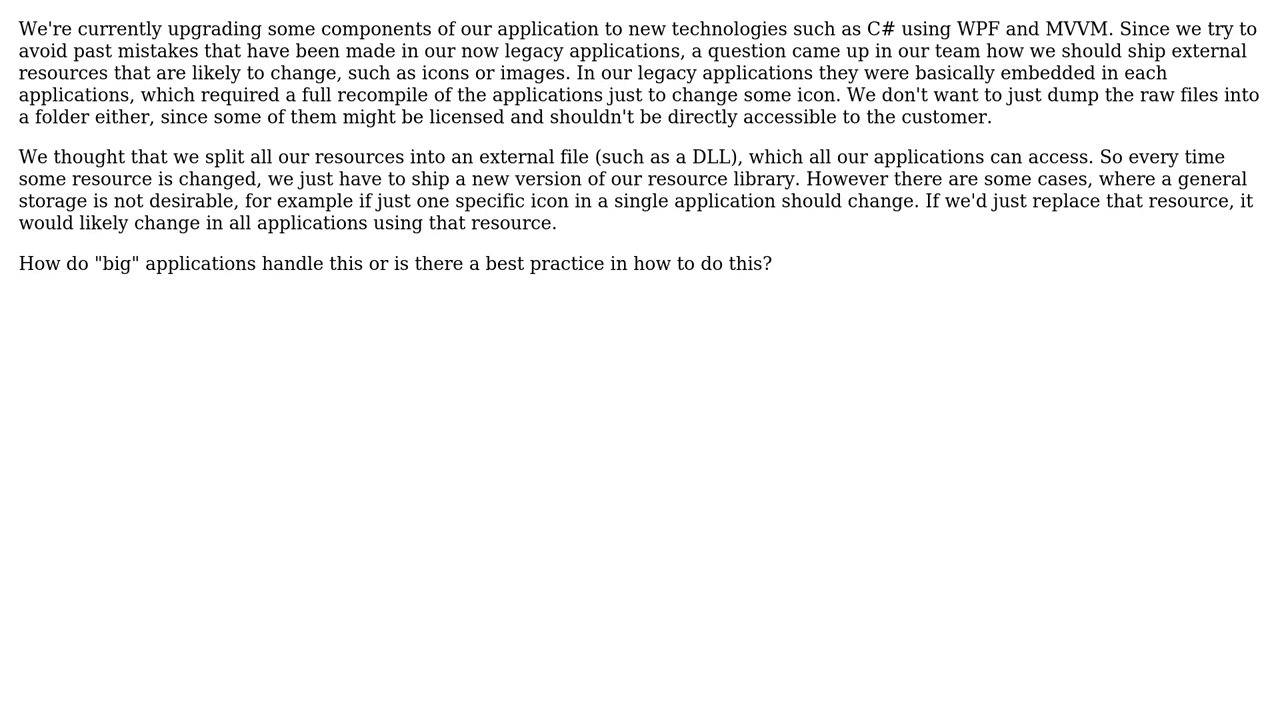 We're currently upgrading some components of our application to new technologies such as C# using WPF and MVVM. Since we try to
avoid past mistakes that have been made in our now legacy applications, a question came up in our team how we should ship external
resources that are likely to change, such as icons or images. In our legacy applications they were basically embedded in each
applications, which required a full recompile of the applications just to change some icon. We don't want to just dump the raw files into
a folder either, since some of them might be licensed and shouldn't be directly accessible to the customer.
We thought that we split all our resources into an external file (such as a DLL), which all our applications can access. So every time
some resource is changed, we just have to ship a new version of our resource library. However there are some cases, where a general
storage is not desirable, for example if just one specific icon in a single application should change. If we'd just replace that resource, it
would likely change in all applications using that resource.
How do "big" applications handle this or is there a best practice in how to do this?